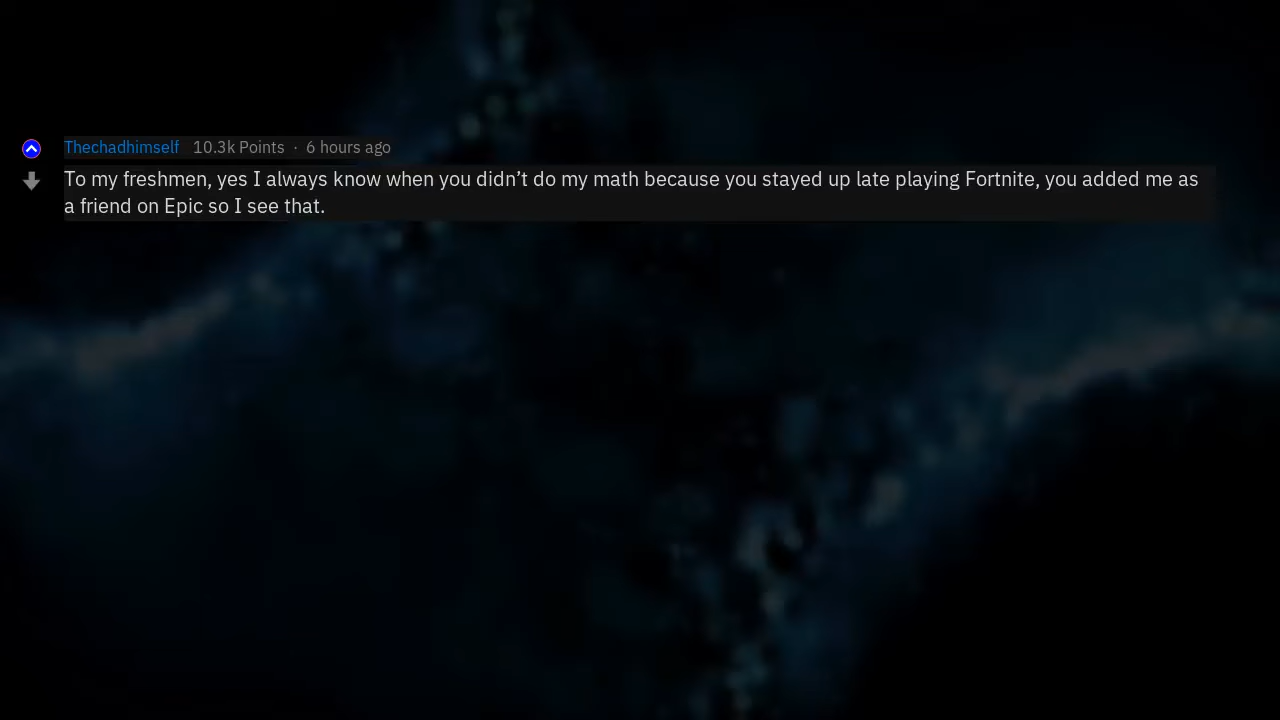 Thechadhimself 10.3k Points · 6 hours ago
To my freshmen, yes I always know when you didn’t do my math because you stayed up late playing Fortnite, you added me as
a friend on Epic so I see that.